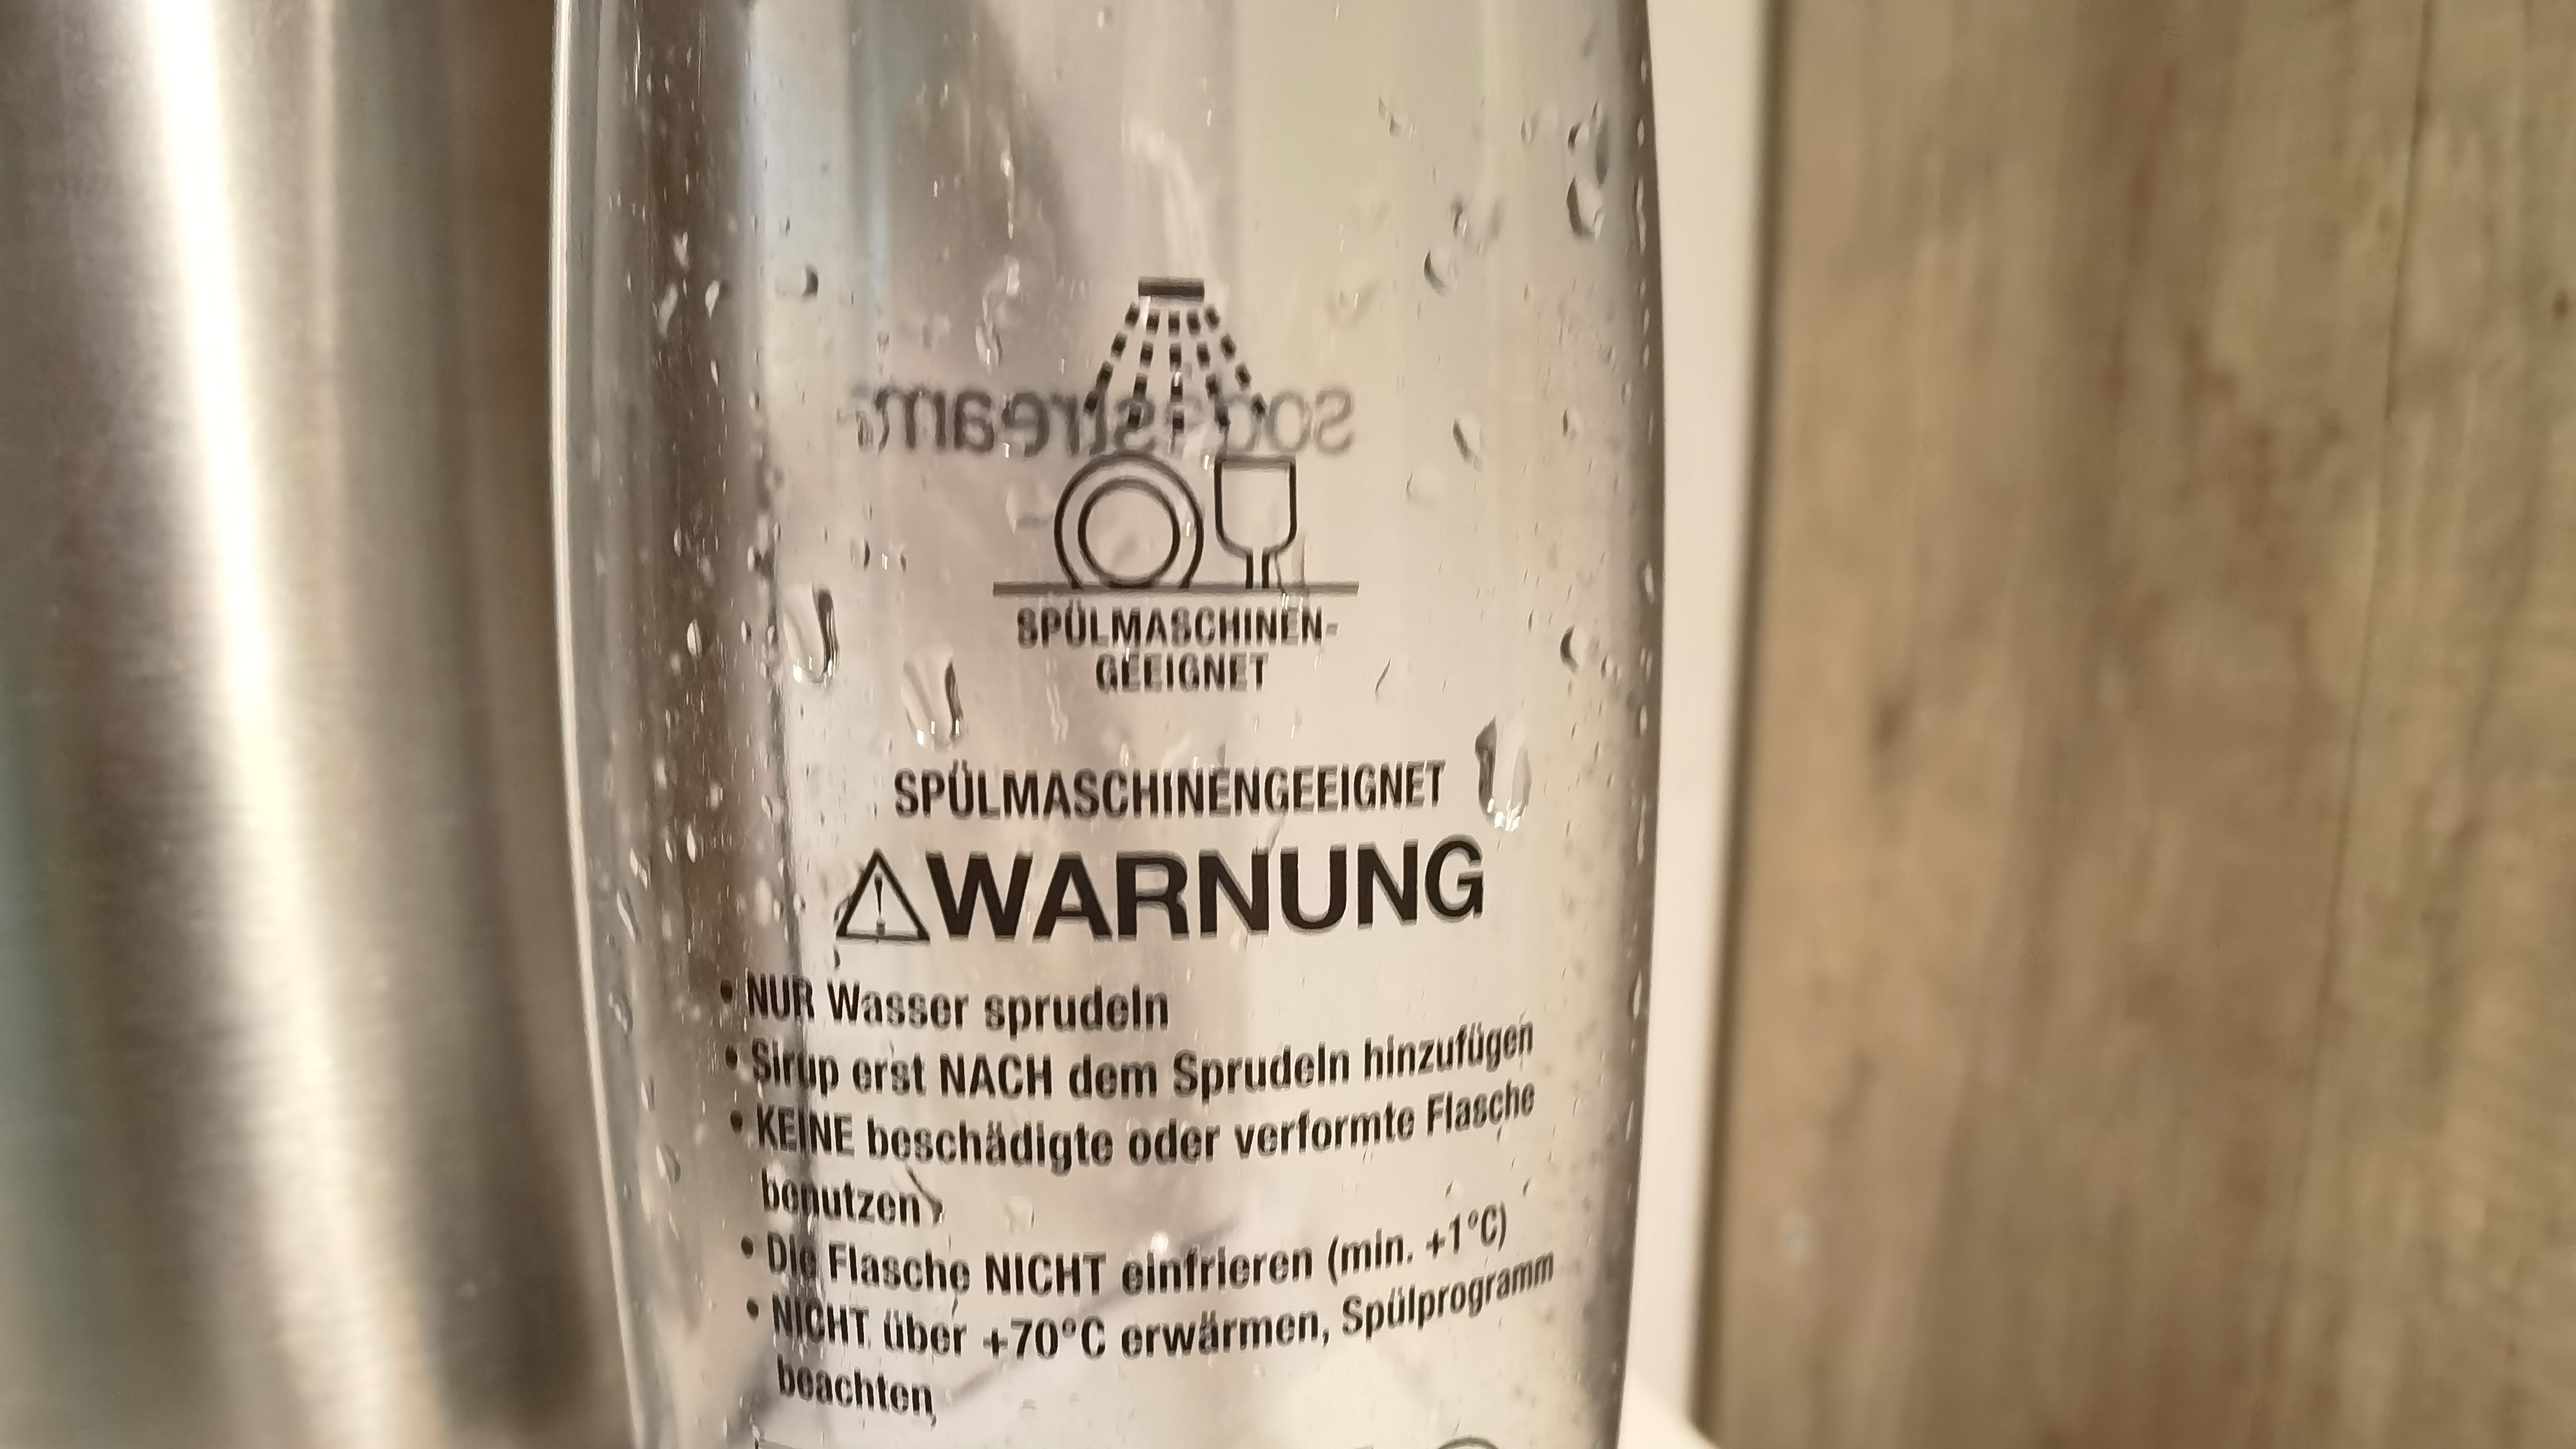 sodastream
SPÜLMASCHINEN-
GEEIGNET
SPÜLMASCHINENGEEIGNET
WARNUNG
• NUR Wasser sprudeln
• Sirup erst NACH dem Sprudeln hinzufügen
• KEINE beschädigte oder verformte Flasche
benutzen
• Die Flasche NICHT einfrieren (min. +1°C)
• NICHT über +70°C erwärmen, Spülprogramm
beachten